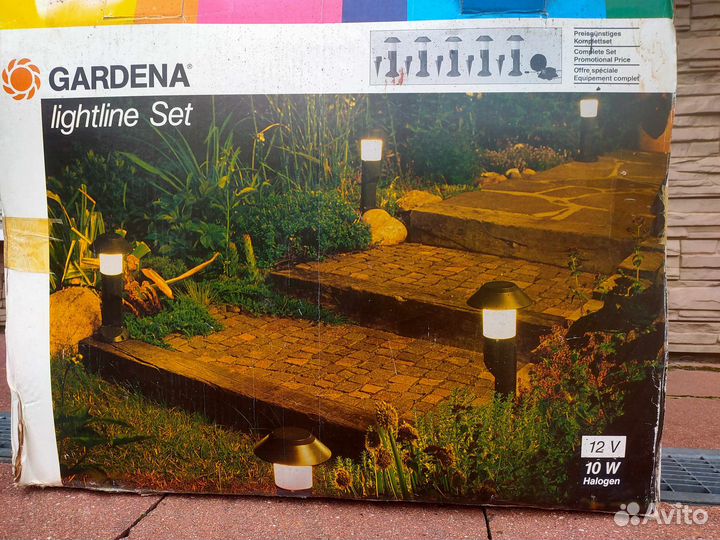 GARDENA®
lightline Set
Preisgünstiges
Komplettset
Complete Set
Promotional Price
Offre spéciale
Equipement complet
12 V
10 W
Halogen
Avito